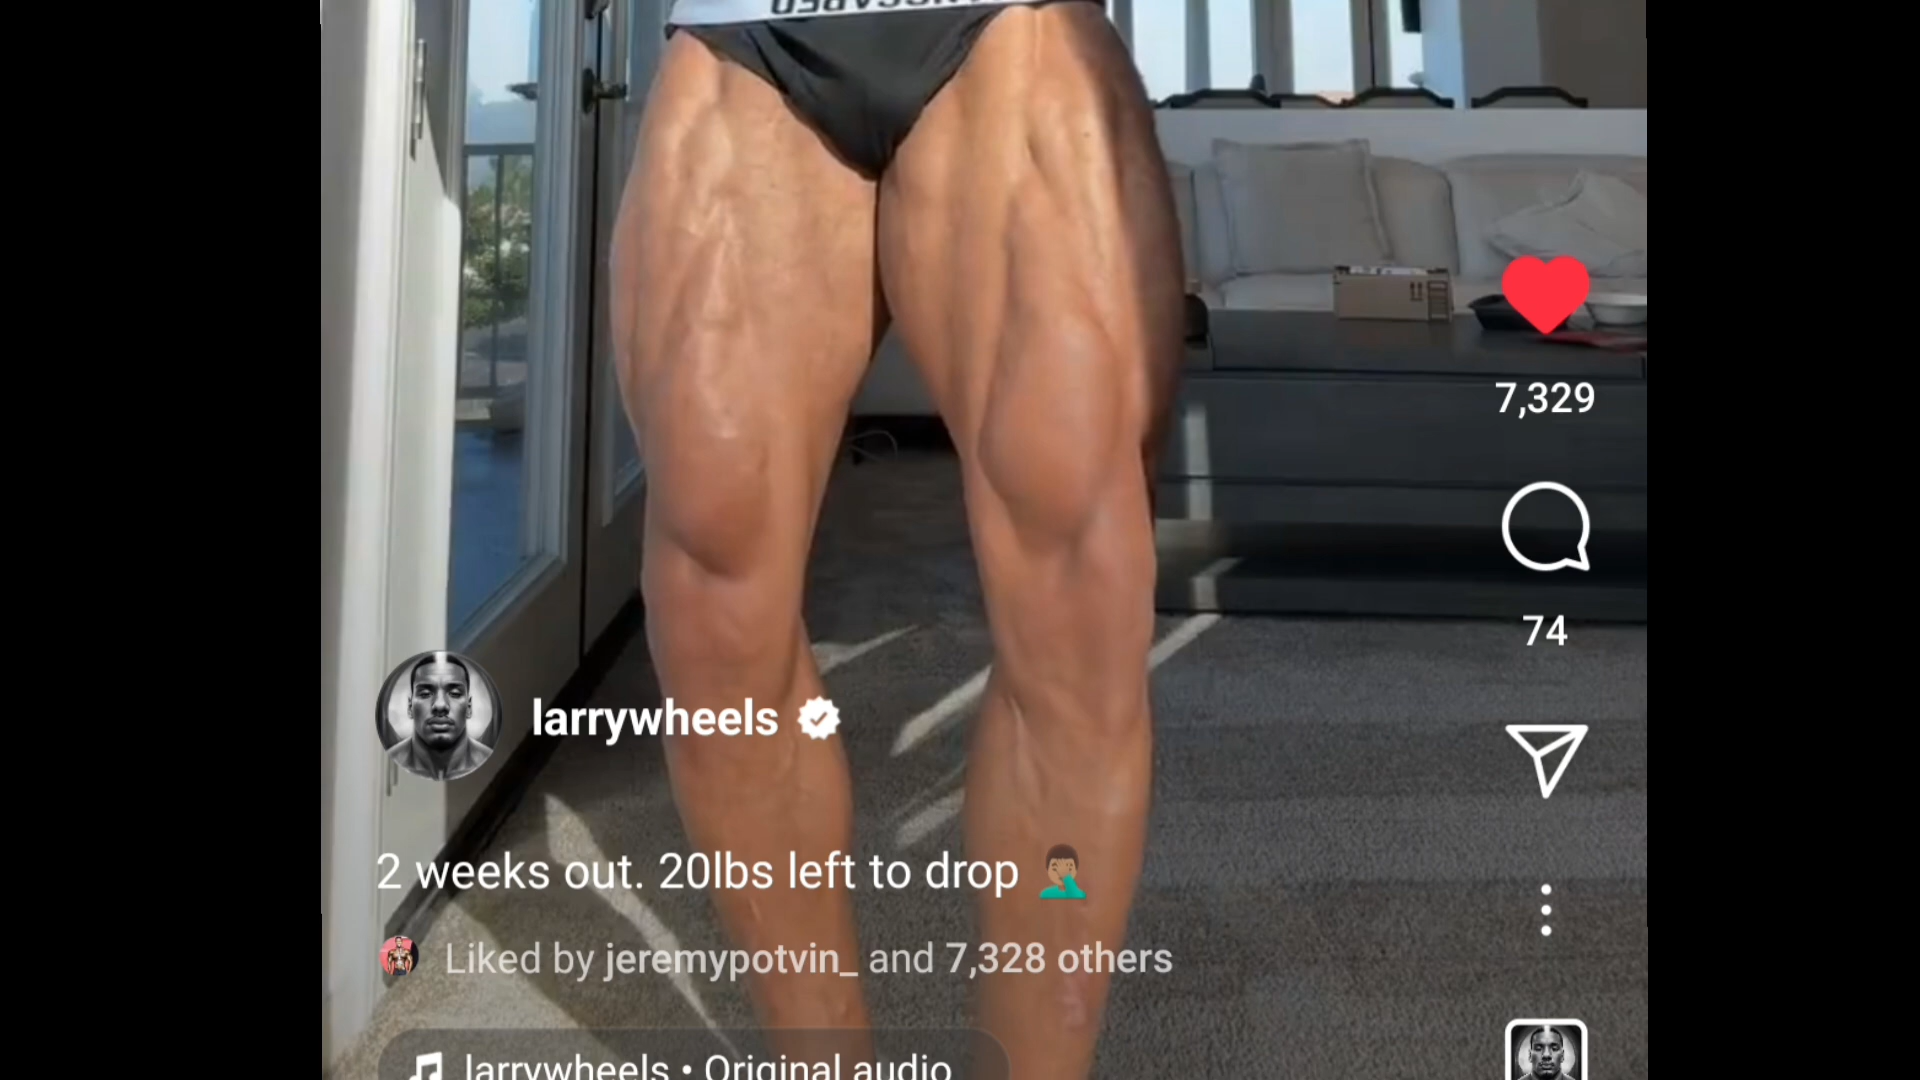 7,329
74
larrywheels
2 weeks out. 20lbs left to drop 🤦🏽‍♂️
Liked by jeremypotvin_ and 7,328 others
larrywheels • Original audio